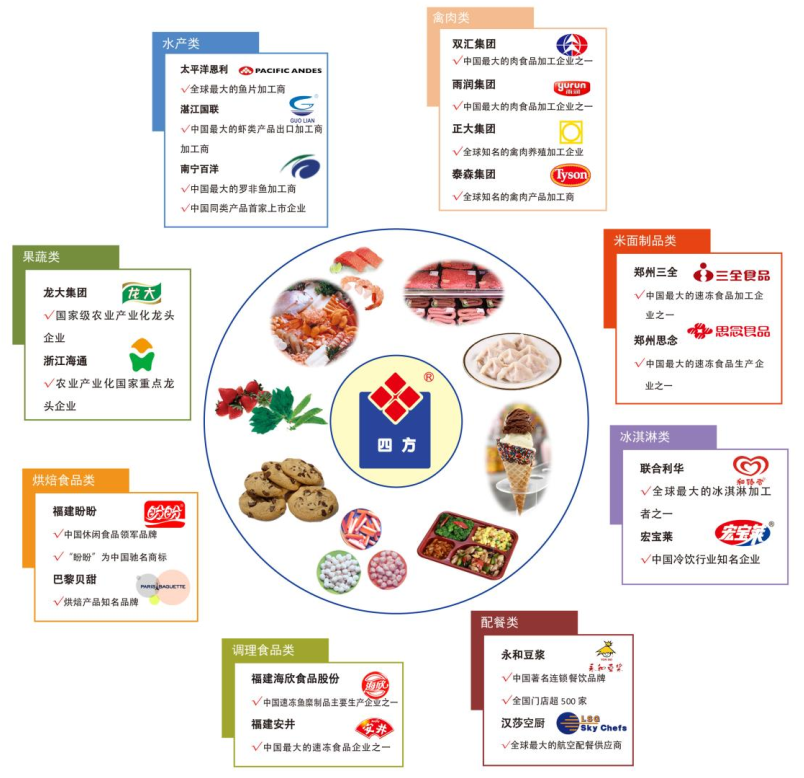 水产类
太平洋恩利
PACIFIC ANDES
✓全球最大的鱼片加工商
湛江国联
GUO LIAN
✓中国最大的虾类产品出口加工商
加工商
南宁百洋
✓中国最大的罗非鱼加工商
✓中国同类产品首家上市企业
禽肉类
双汇集团
✓中国最大的肉食品加工企业之一
雨润集团
yurun
雨润
✓中国最大的肉食品加工企业之一
正大集团
✓全球知名的禽肉养殖加工企业
泰森集团
Tyson
✓全球知名的禽肉产品加工商
果蔬类
龙大集团
龙大
✓国家级农业产业化龙头
企业
浙江海通
✓农业产业化国家重点龙
头企业
米面制品类
郑州三全
三全食品
✓中国最大的速冻食品加工企
业之一
郑州思念
思念食品
✓中国最大的速冻食品生产企
业之一
®
四方
冰淇淋类
联合利华
和路雪
✓全球最大的冰淇淋加工
者之一
宏宝莱
宏宝莱®
✓中国冷饮行业知名企业
烘焙食品类
福建盼盼
盼盼
✓中国休闲食品领军品牌
✓“盼盼”为中国驰名商标
巴黎贝甜
PARIS BAGUETTE
✓烘焙产品知名品牌
调理食品类
福建海欣食品股份
海欣
✓中国速冻鱼糜制品主要生产企业之一
福建安井
安井
✓中国最大的速冻食品企业之一
配餐类
永和豆浆
永和豆浆
✓中国著名连锁餐饮品牌
✓全国门店超 500 家
汉莎空厨
LSG
Sky Chefs
✓全球最大的航空配餐供应商